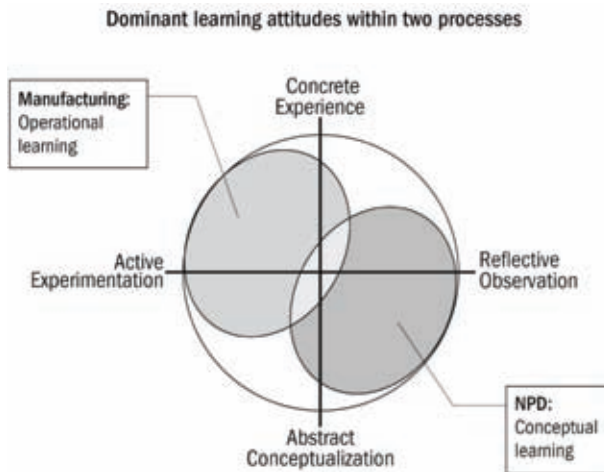 Dominant learning attitudes within two processes
Manufacturing:
Operational
learning
Concrete
Experience
Active
Experimentation
Reflective
Observation
Abstract
Conceptualization
NPD:
Conceptual
learning